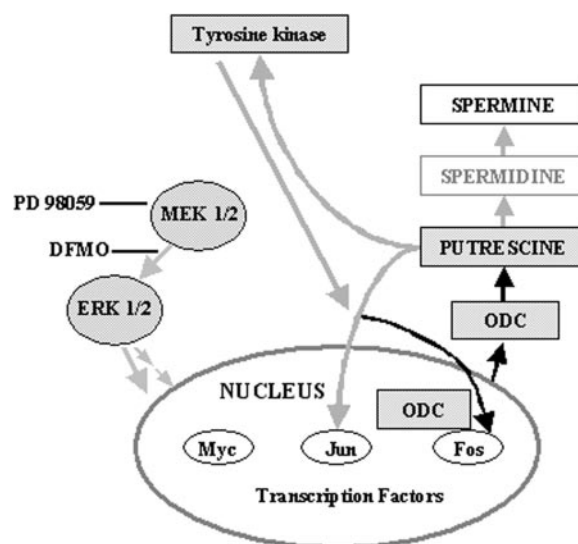 Tyrosine kinase
SPERMINE
SPERMIDINE
PD 98059
MEK 1/2
DFMO
PUTRESCINE
ERK 1/2
ODC
NUCLEUS
ODC
Myc
Jun
Fos
Transcription Factors